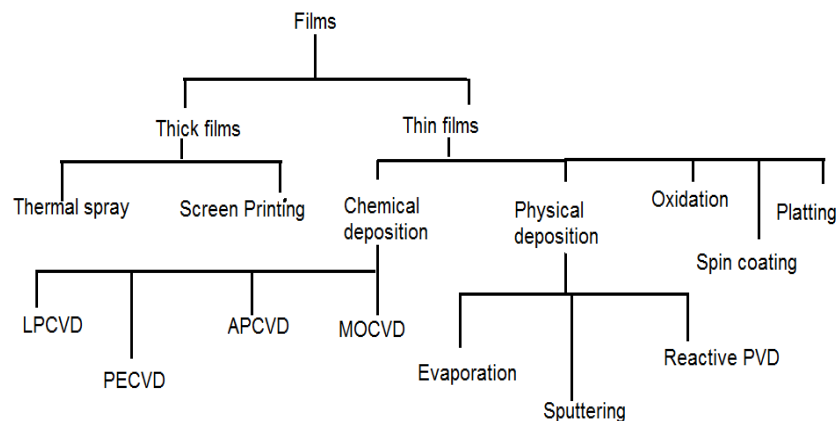 Films
Thick films
Thin films
Thermal spray
Screen Printing
Chemical
deposition
Physical
deposition
Oxidation
Platting
Spin coating
LPCVD
PECVD
APCVD
MOCVD
Evaporation
Sputtering
Reactive PVD